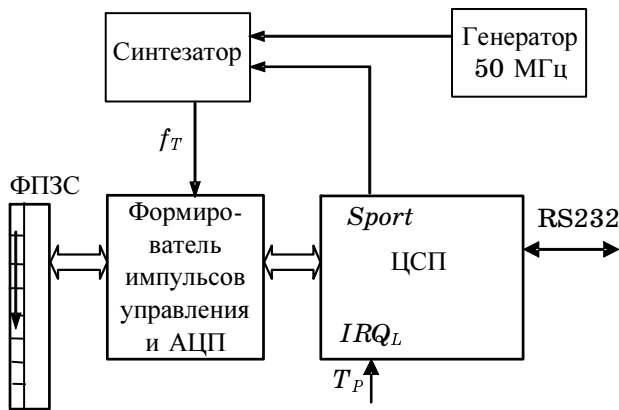 Синтезатор
Генератор
50 МГц
f_T
ФПЗС
Формиро-
ватель
импульсов
управления
и АЦП
Sport
ЦСП
IRQ_L
RS232
T_P